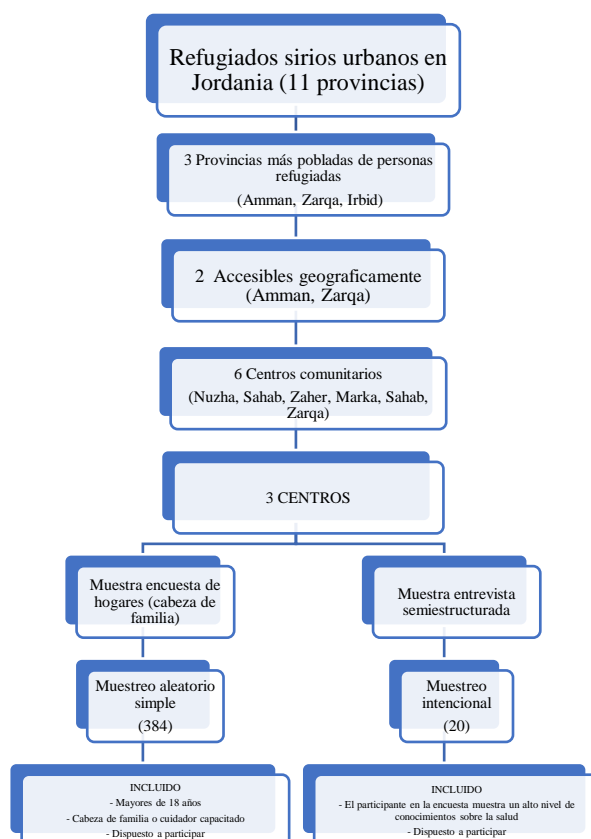 Refugiados sirios urbanos en
Jordania (11 provincias)
3 Provincias más pobladas de personas
refugiadas
(Amman, Zarqa, Irbid)
2 Accesibles geograficamente
(Amman, Zarqa)
6 Centros comunitarios
(Nuzha, Sahab, Zaher, Marka, Sahab,
Zarqa)
3 CENTROS
Muestra encuesta de
hogares (cabeza de
familia)
Muestra entrevista
semiestructurada
Muestreo aleatorio
simple
(384)
Muestreo
intencional
(20)
INCLUIDO
- Mayores de 18 años
- Cabeza de familia o cuidador capacitado
- Dispuesto a participar
INCLUIDO
- El participante en la encuesta muestra un alto nivel de
conocimientos sobre la salud
- Dispuesto a participar